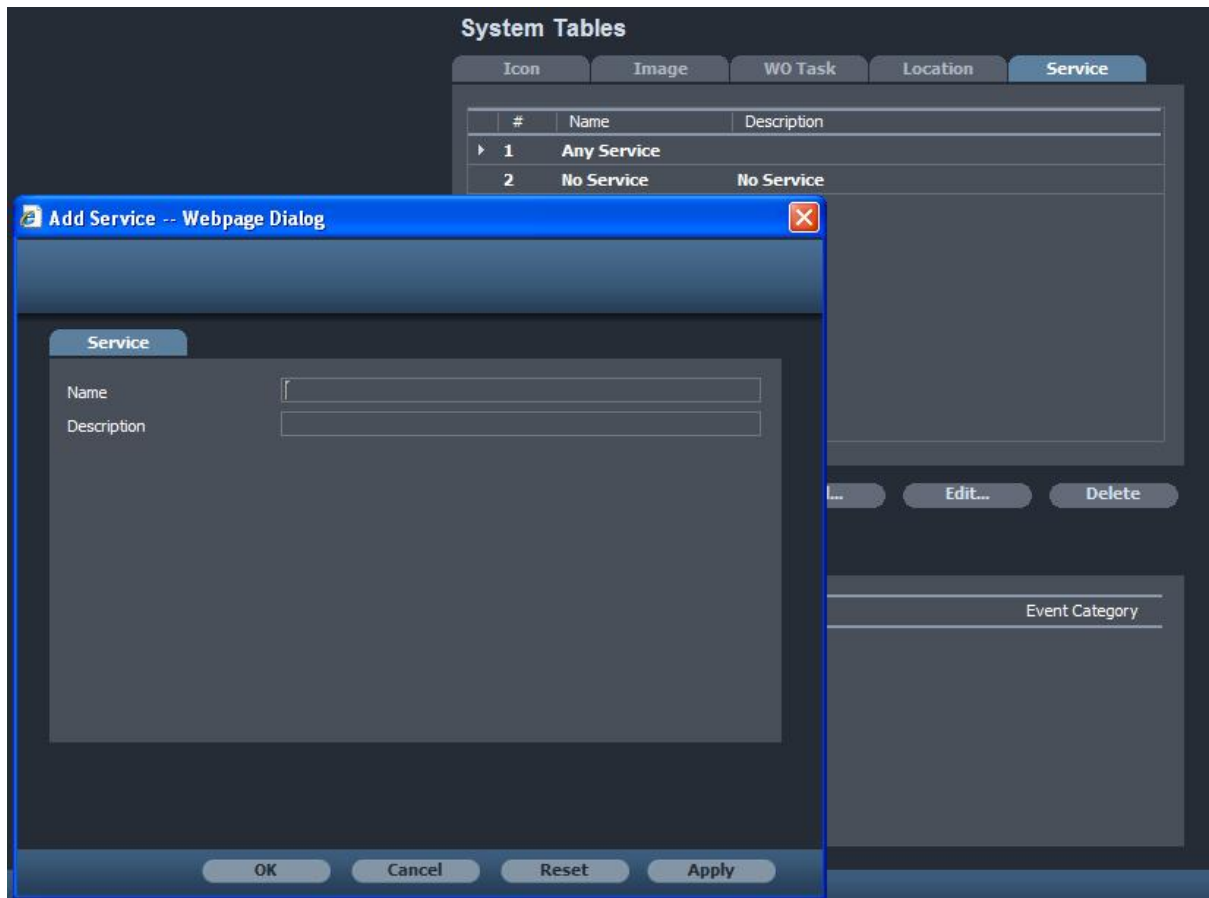 System Tables
Icon Image WO Task Location Service
# Name Description
1 Any Service
2 No Service No Service
Add Service -- Webpage Dialog
Service
Name
Description
Edit... Delete
Event Category
OK Cancel Reset Apply